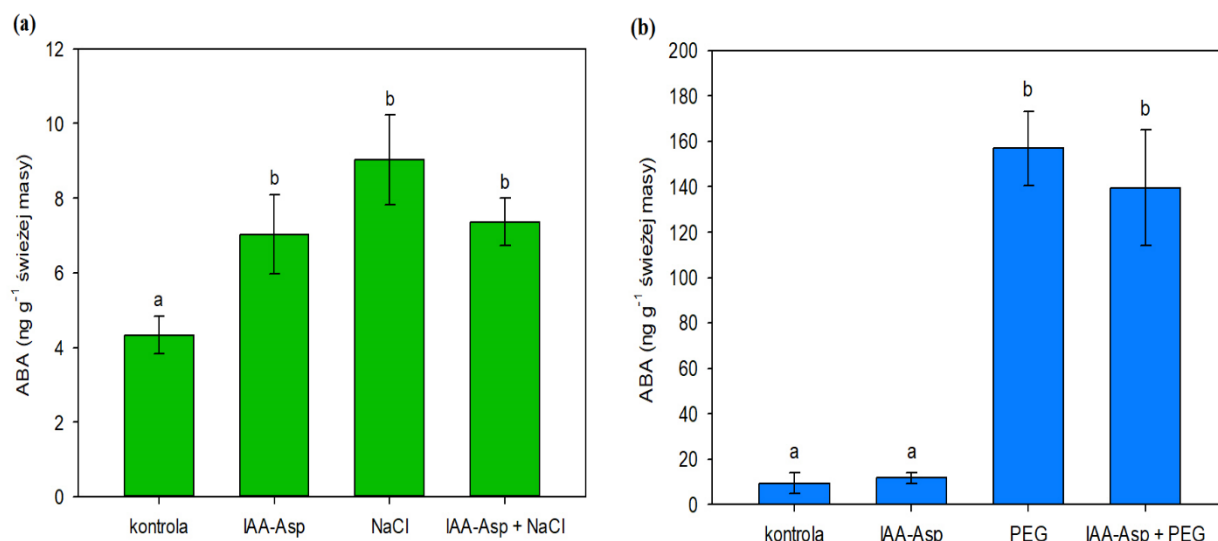 (a)
12
10
8
6
4
2
0
ABA (ng g⁻¹ świeżej masy)
a
b
b
b
kontrola
IAA-Asp
NaCl
IAA-Asp + NaCl
(b)
200
180
160
140
120
100
80
60
40
20
0
ABA (ng g⁻¹ świeżej masy)
a
a
b
b
kontrola
IAA-Asp
PEG
IAA-Asp + PEG